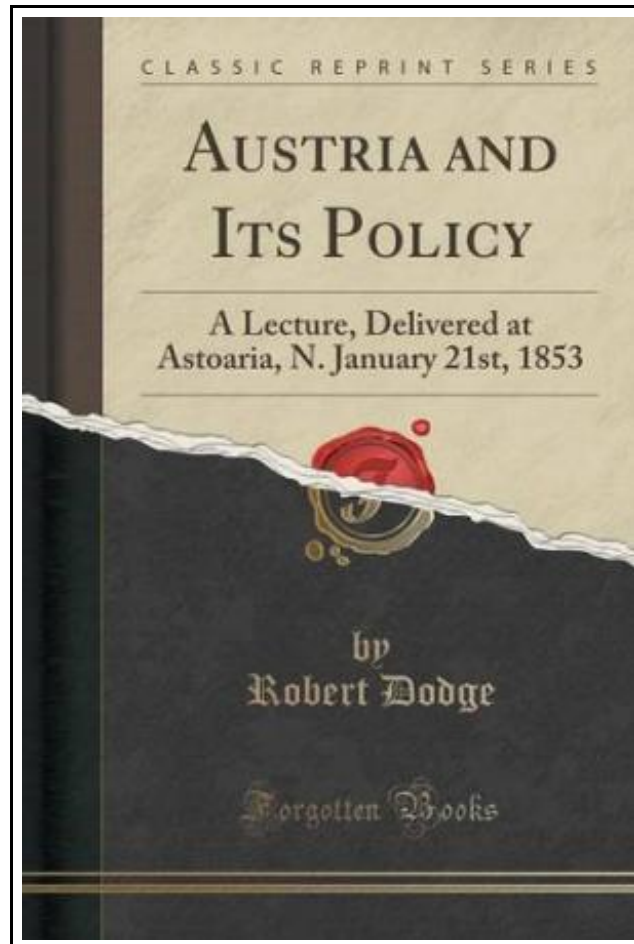 CLASSIC REPRINT SERIES
AUSTRIA AND
ITS POLICY
A Lecture, Delivered at
Astoaria, N. January 21st, 1853
by
Robert Dodge
Forgotten Books